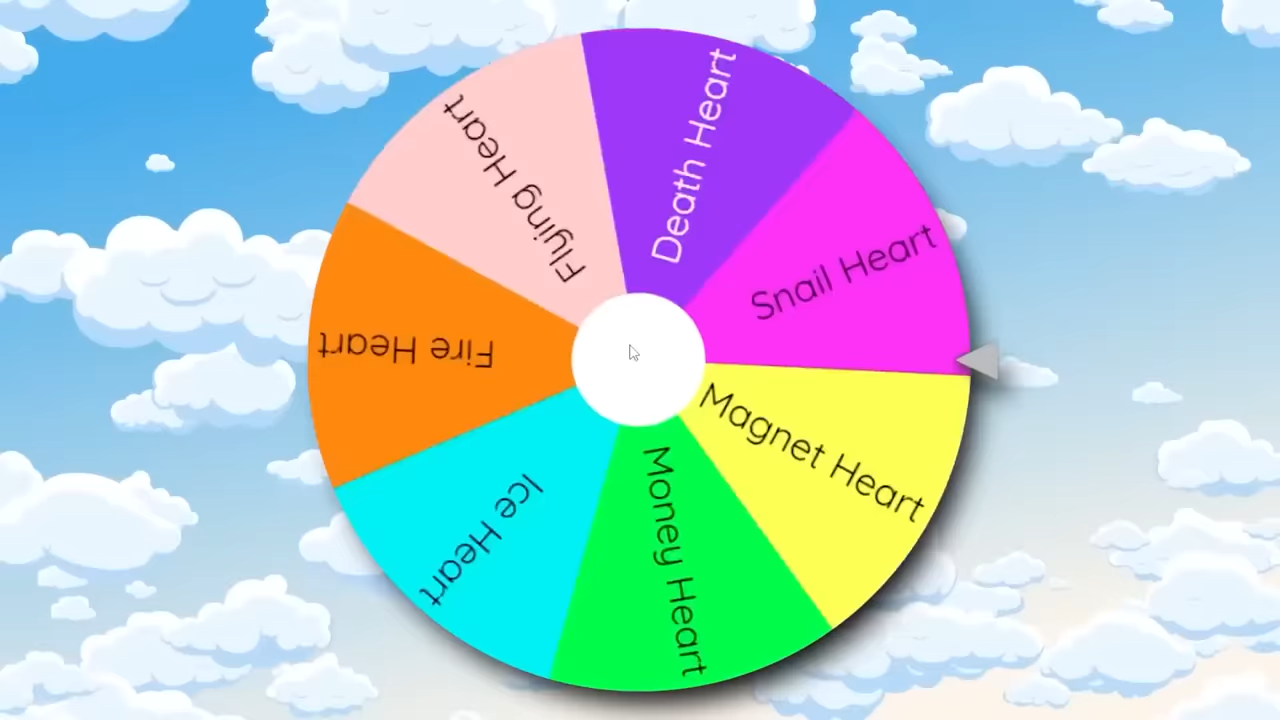 Death Heart
Snail Heart
Magnet Heart
Money Heart
Ice Heart
Fire Heart
Flying Heart